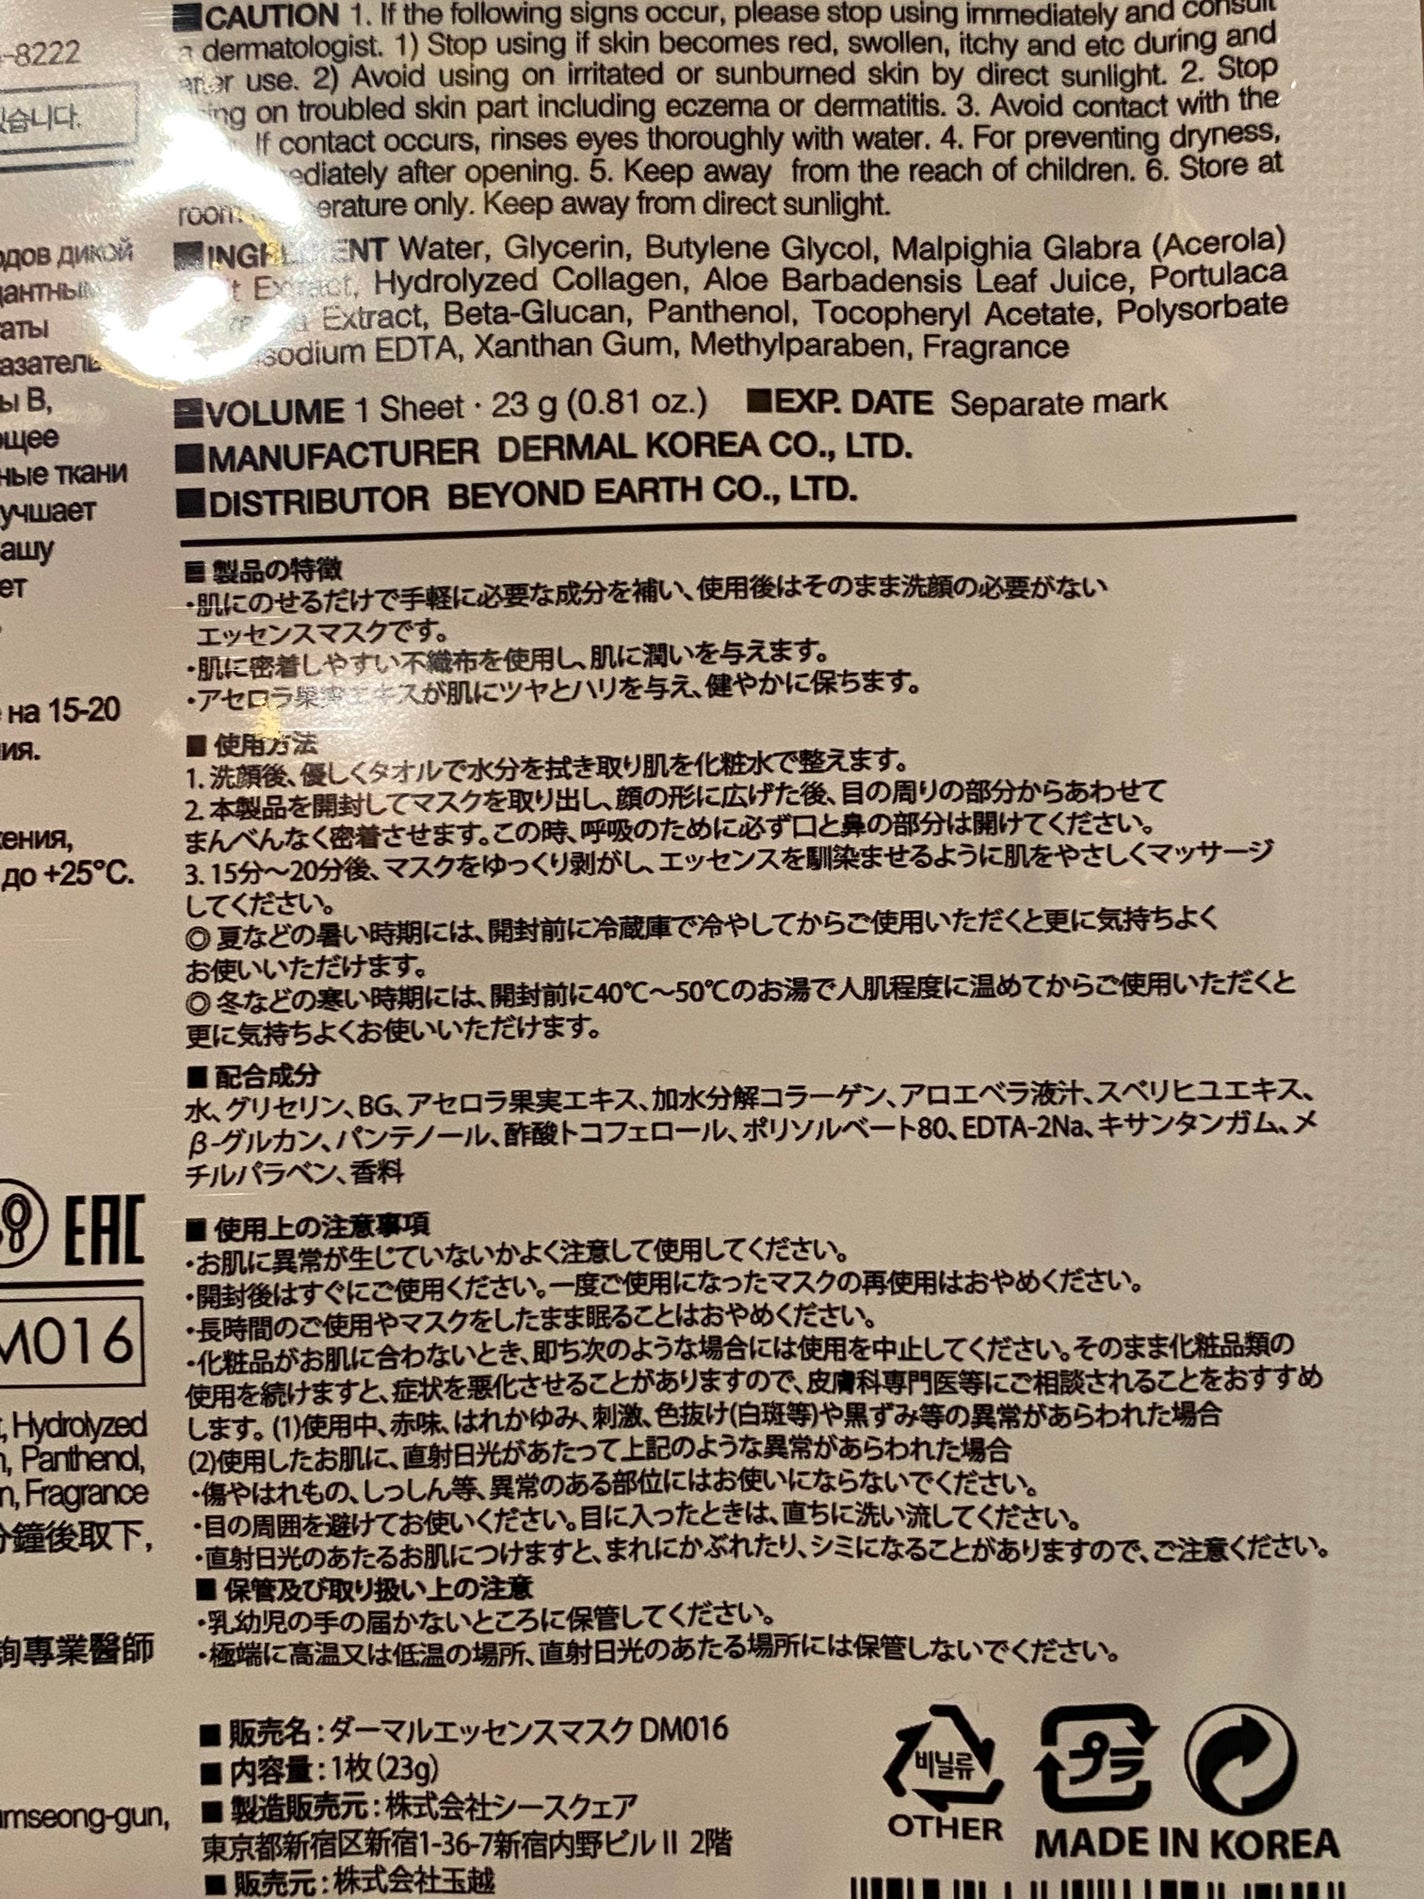 -8222
있습니다.
одов дикой
казатель
ы В,
ющее
ные ткани
учшает
ашу
ет
на 15-20
ия.
жения,
до +25°C.
EAC
M016
, Hydrolyzed
, Panthenol,
n, Fragrance
分鐘後取下,
詢專業醫師
umseong-gun,
■CAUTION 1. If the following signs occur, please stop using immediately and consult
a dermatologist. 1) Stop using if skin becomes red, swollen, itchy and etc during and
after use. 2) Avoid using on irritated or sunburned skin by direct sunlight. 2. Stop
on troubled skin part including eczema or dermatitis. 3. Avoid contact with the
If contact occurs, rinses eyes thoroughly with water. 4. For preventing dryness,
after opening. 5. Keep away from the reach of children. 6. Store at
room only. Keep away from direct sunlight.
■INGREDIENT Water, Glycerin, Butylene Glycol, Malpighia Glabra (Acerola)
Extract, Hydrolyzed Collagen, Aloe Barbadensis Leaf Juice, Portulaca
Extract, Beta-Glucan, Panthenol, Tocopheryl Acetate, Polysorbate
EDTA, Xanthan Gum, Methylparaben, Fragrance
■VOLUME 1 Sheet · 23 g (0.81 oz.) ■EXP. DATE Separate mark
■MANUFACTURER DERMAL KOREA CO., LTD.
■DISTRIBUTOR BEYOND EARTH CO., LTD.
■ 製品の特徴
・肌にのせるだけで手軽に必要な成分を補い、使用後はそのまま洗顔の必要がない
エッセンスマスクです。
・肌に密着しやすい不織布を使用し、肌に潤いを与えます。
・アセロラ果実エキスが肌にツヤとハリを与え、健やかに保ちます。
■ 使用方法
1. 洗顔後、優しくタオルで水分を拭き取り肌を化粧水で整えます。
2. 本製品を開封してマスクを取り出し、顔の形に広げた後、目の周りの部分からあわせて
まんべんなく密着させます。この時、呼吸のために必ず口と鼻の部分は開けてください。
3. 15分〜20分後、マスクをゆっくり剥がし、エッセンスを馴染ませるように肌をやさしくマッサージ
してください。
◎ 夏などの暑い時期には、開封前に冷蔵庫で冷やしてからご使用いただくと更に気持ちよく
お使いいただけます。
◎ 冬などの寒い時期には、開封前に40℃〜50℃のお湯で人肌程度に温めてからご使用いただくと
更に気持ちよくお使いいただけます。
■ 配合成分
水、グリセリン、BG、アセロラ果実エキス、加水分解コラーゲン、アロエベラ液汁、スベリヒユエキス、
β-グルカン、パンテノール、酢酸トコフェロール、ポリソルベート80、EDTA-2Na、キサンタンガム、メ
チルパラベン、香料
■ 使用上の注意事項
・お肌に異常が生じていないかよく注意して使用してください。
・開封後はすぐにご使用ください。一度ご使用になったマスクの再使用はおやめください。
・長時間のご使用やマスクをしたまま眠ることはおやめください。
・化粧品がお肌に合わないとき、即ち次のような場合には使用を中止してください。そのまま化粧品類の
使用を続けますと、症状を悪化させることがありますので、皮膚科専門医等にご相談されることをおすすめ
します。(1)使用中、赤味、はれかゆみ、刺激、色抜け(白斑等)や黒ずみ等の異常があらわれた場合
(2)使用したお肌に、直射日光があたって上記のような異常があらわれた場合
・傷やはれもの、しっしん等、異常のある部位にはお使いにならないでください。
・目の周囲を避けてお使いください。目に入ったときは、直ちに洗い流してください。
・直射日光のあたるお肌につけますと、まれにかぶれたり、シミになることがありますので、ご注意ください。
■ 保管及び取り扱い上の注意
・乳幼児の手の届かないところに保管してください。
・極端に高温又は低温の場所、直射日光のあたる場所には保管しないでください。
■ 販売名：ダーマルエッセンスマスク DM016
■ 内容量：1枚(23g)
■ 製造販売元：株式会社シースクェア
東京都新宿区新宿1-36-7新宿内野ビルⅡ 2階
■ 販売元：株式会社玉越
비닐류
OTHER
プラ
MADE IN KOREA